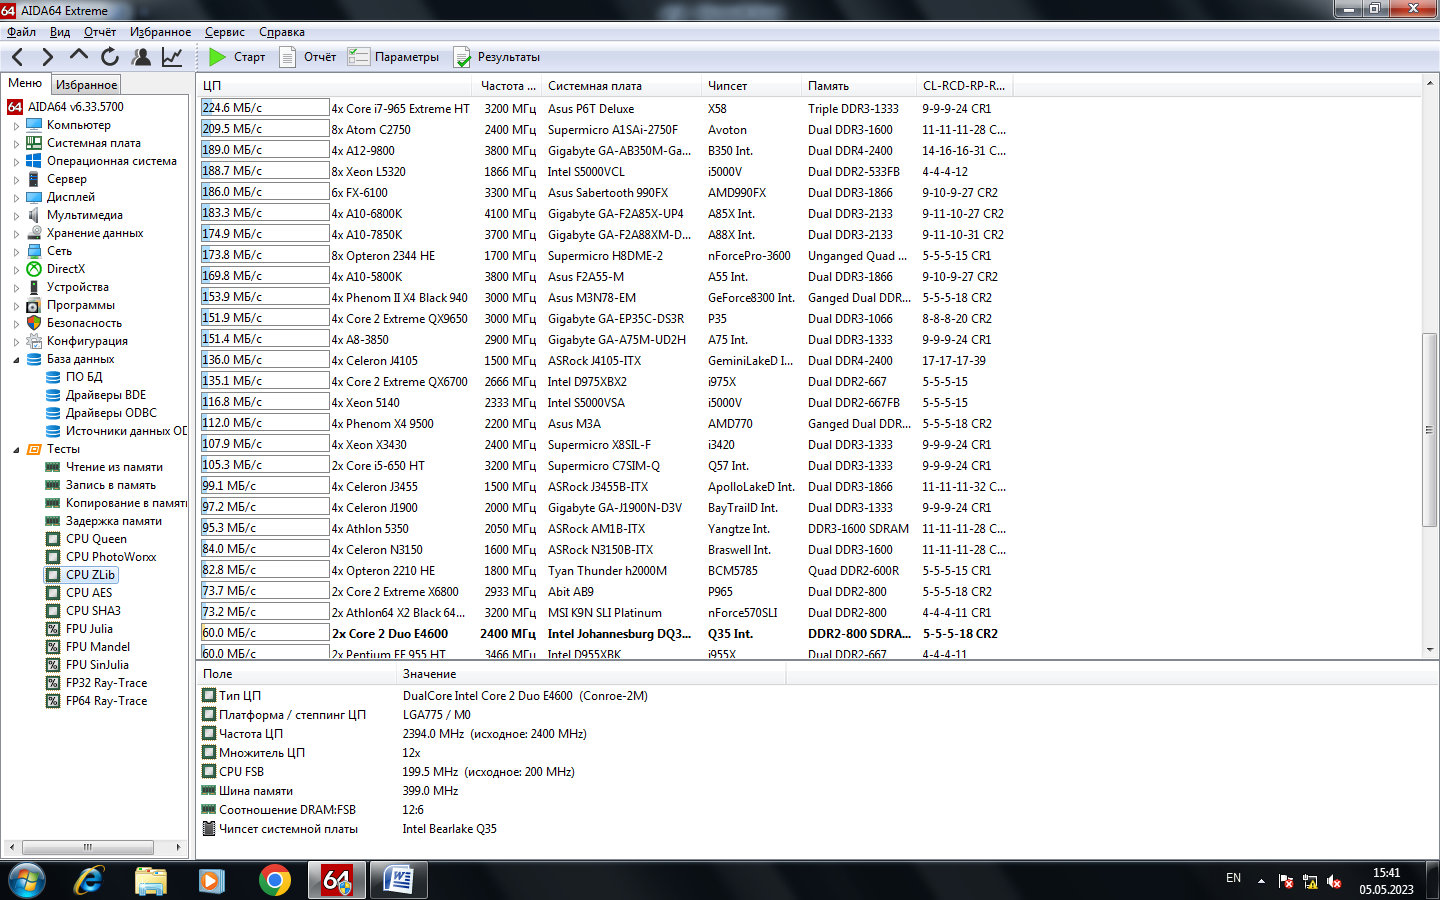 AIDA64 Extreme
Файл Вид Отчёт Избранное Сервис Справка
Старт Отчёт Параметры Результаты
Меню Избранное
AIDA64 v6.33.5700
Компьютер
Системная плата
Операционная система
Сервер
Дисплей
Мультимедиа
Хранение данных
Сеть
DirectX
Устройства
Программы
Безопасность
Конфигурация
База данных
ПО БД
Драйверы BDE
Драйверы ODBC
Источники данных OD
Тесты
Чтение из памяти
Запись в память
Копирование в памят
Задержка памяти
CPU Queen
CPU PhotoWorxx
CPU ZLib
CPU AES
CPU SHA3
FPU Julia
FPU Mandel
FPU SinJulia
FP32 Ray-Trace
FP64 Ray-Trace
ЦП Частота ... Системная плата Чипсет Память CL-RCD-RP-R...
224.6 МБ/с 4x Core i7-965 Extreme HT 3200 МГц Asus P6T Deluxe X58 Triple DDR3-1333 9-9-9-24 CR1
209.5 МБ/с 8x Atom C2750 2400 МГц Supermicro A1SAi-2750F Avoton Dual DDR3-1600 11-11-11-28 C...
189.0 МБ/с 4x A12-9800 3800 МГц Gigabyte GA-AB350M-Ga... B350 Int. Dual DDR4-2400 14-16-16-31 C...
188.7 МБ/с 8x Xeon L5320 1866 МГц Intel S5000VCL i5000V Dual DDR2-533FB 4-4-4-12
186.0 МБ/с 6x FX-6100 3300 МГц Asus Sabertooth 990FX AMD990FX Dual DDR3-1866 9-10-9-27 CR2
183.3 МБ/с 4x A10-6800K 4100 МГц Gigabyte GA-F2A85X-UP4 A85X Int. Dual DDR3-2133 9-11-10-27 CR2
174.9 МБ/с 4x A10-7850K 3700 МГц Gigabyte GA-F2A88XM-D... A88X Int. Dual DDR3-2133 9-11-10-31 CR2
173.8 МБ/с 8x Opteron 2344 HE 1700 МГц Supermicro H8DME-2 nForcePro-3600 Unganged Quad ... 5-5-5-15 CR1
169.8 МБ/с 4x A10-5800K 3800 МГц Asus F2A55-M A55 Int. Dual DDR3-1866 9-10-9-27 CR2
153.9 МБ/с 4x Phenom II X4 Black 940 3000 МГц Asus M3N78-EM GeForce8300 Int. Ganged Dual DDR... 5-5-5-18 CR2
151.9 МБ/с 4x Core 2 Extreme QX9650 3000 МГц Gigabyte GA-EP35C-DS3R P35 Dual DDR3-1066 8-8-8-20 CR2
151.4 МБ/с 4x A8-3850 2900 МГц Gigabyte GA-A75M-UD2H A75 Int. Dual DDR3-1333 9-9-9-24 CR1
136.0 МБ/с 4x Celeron J4105 1500 МГц ASRock J4105-ITX GeminiLakeD I... Dual DDR4-2400 17-17-17-39
135.1 МБ/с 4x Core 2 Extreme QX6700 2666 МГц Intel D975XBX2 i975X Dual DDR2-667 5-5-5-15
116.8 МБ/с 4x Xeon 5140 2333 МГц Intel S5000VSA i5000V Dual DDR2-667FB 5-5-5-15
112.0 МБ/с 4x Phenom X4 9500 2200 МГц Asus M3A AMD770 Ganged Dual DDR... 5-5-5-18 CR2
107.9 МБ/с 4x Xeon X3430 2400 МГц Supermicro X8SIL-F i3420 Dual DDR3-1333 9-9-9-24 CR1
105.3 МБ/с 2x Core i5-650 HT 3200 МГц Supermicro C7SIM-Q Q57 Int. Dual DDR3-1333 9-9-9-24 CR1
99.1 МБ/с 4x Celeron J3455 1500 МГц ASRock J3455B-ITX ApolloLakeD Int. Dual DDR3-1866 11-11-11-32 C...
97.2 МБ/с 4x Celeron J1900 2000 МГц Gigabyte GA-J1900N-D3V BayTrailD Int. Dual DDR3-1333 9-9-9-24 CR1
95.3 МБ/с 4x Athlon 5350 2050 МГц ASRock AM1B-ITX Yangtze Int. DDR3-1600 SDRAM 11-11-11-28 C...
84.0 МБ/с 4x Celeron N3150 1600 МГц ASRock N3150B-ITX Braswell Int. Dual DDR3-1600 11-11-11-28 C...
82.8 МБ/с 4x Opteron 2210 HE 1800 МГц Tyan Thunder h2000M BCM5785 Quad DDR2-600R 5-5-5-15 CR1
73.7 МБ/с 2x Core 2 Extreme X6800 2933 МГц Abit AB9 P965 Dual DDR2-800 5-5-5-18 CR2
73.2 МБ/с 2x Athlon64 X2 Black 64... 3200 МГц MSI K9N SLI Platinum nForce570SLI Dual DDR2-800 4-4-4-11 CR1
60.0 МБ/с 2x Core 2 Duo E4600 2400 МГц Intel Johannesburg DQ3... Q35 Int. DDR2-800 SDRA... 5-5-5-18 CR2
60.0 МБ/с 2x Pentium EE 955 HT 3466 МГц Intel D955XBK i955X Dual DDR2-667 4-4-4-11
Поле Значение
Тип ЦП DualCore Intel Core 2 Duo E4600 (Conroe-2M)
Платформа / степпинг ЦП LGA775 / M0
Частота ЦП 2394.0 MHz (исходное: 2400 MHz)
Множитель ЦП 12x
CPU FSB 199.5 MHz (исходное: 200 MHz)
Шина памяти 399.0 MHz
Соотношение DRAM:FSB 12:6
Чипсет системной платы Intel Bearlake Q35
EN 15:41
05.05.2023